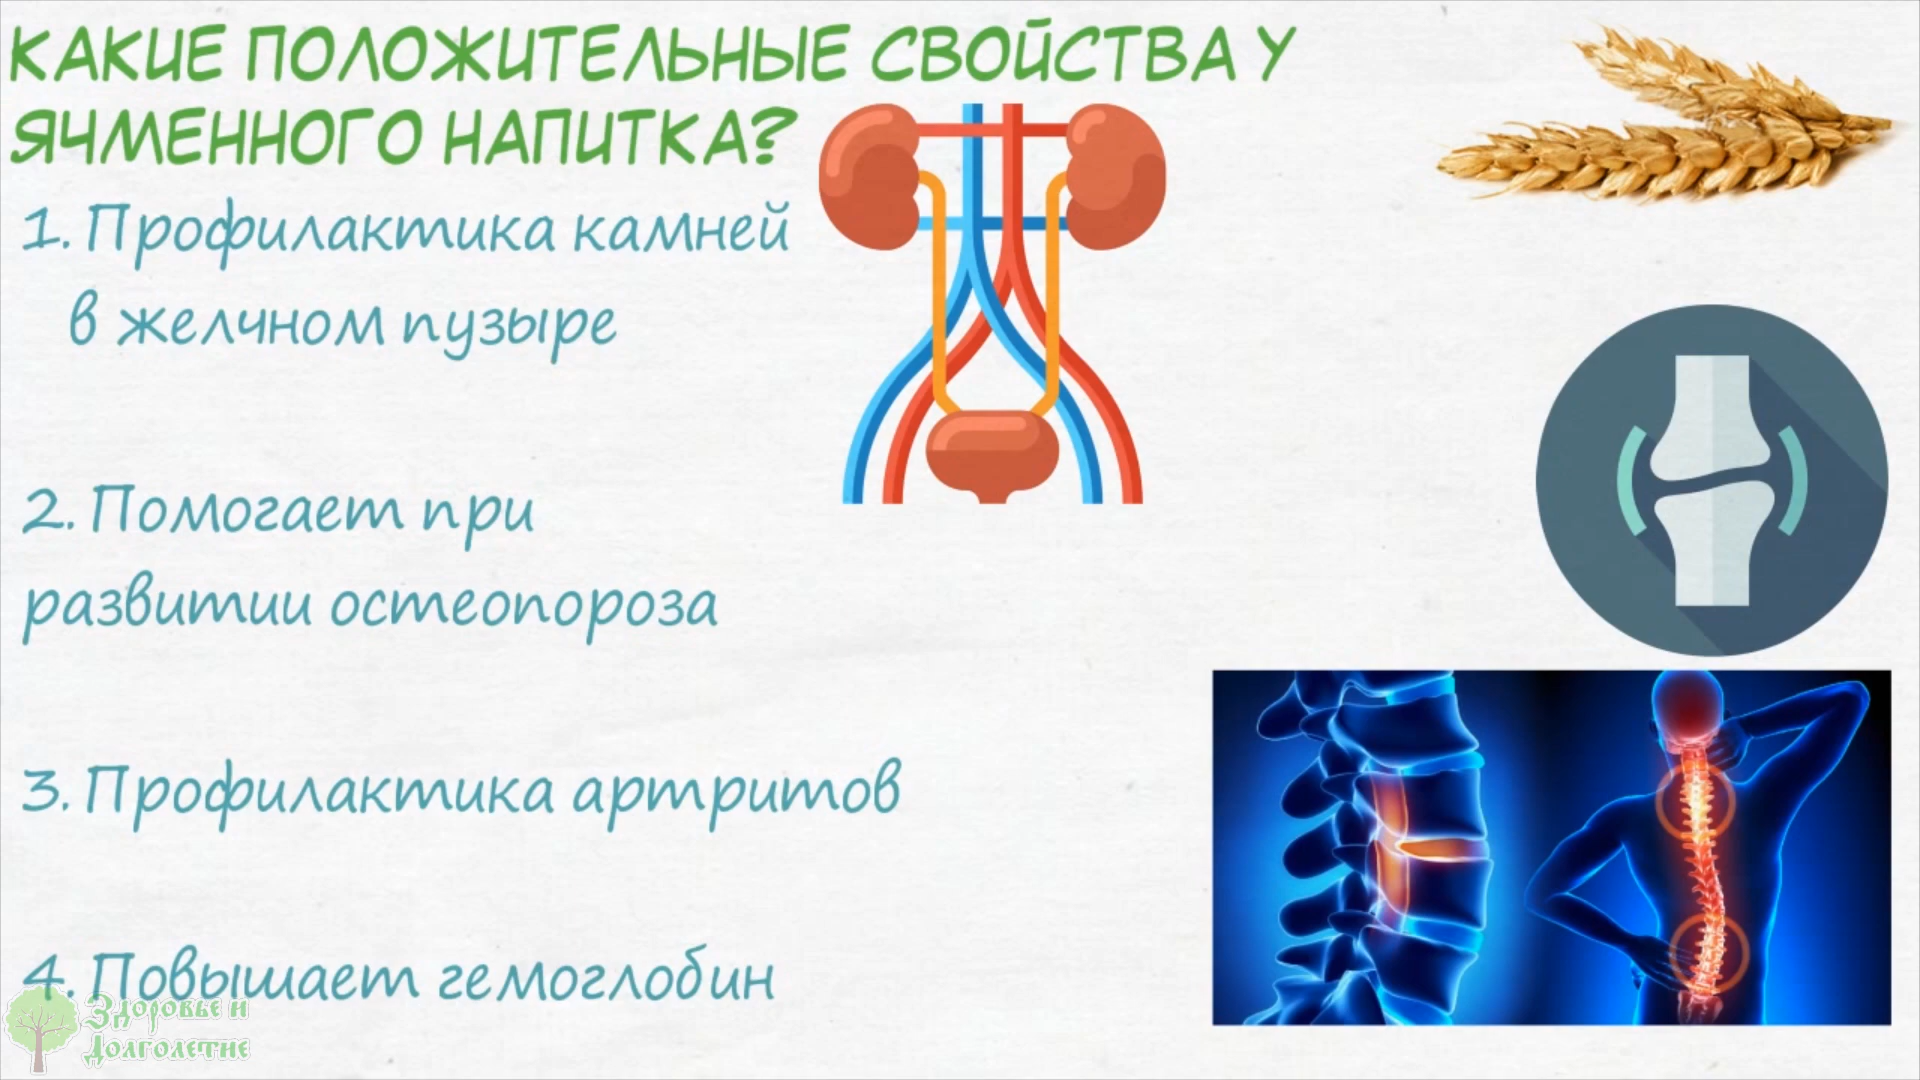 КАКИЕ ПОЛОЖИТЕЛЬНЫЕ СВОЙСТВА У
ЯЧМЕННОГО НАПИТКА?
1. Профилактика камней
в желчном пузыре
2. Помогает при
развитии остеопороза
3. Профилактика артритов
4. Повышает гемоглобин
Здоровье и
Долголетие